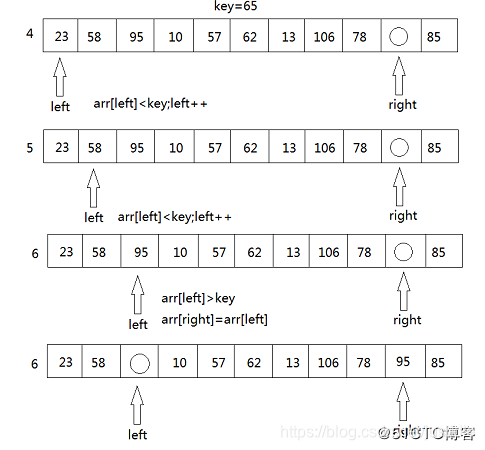 key=65
4 23 58 95 10 57 62 13 106 78 85
left arr[left]<key;left++ right
5 23 58 95 10 57 62 13 106 78 85
left arr[left]<key;left++ right
6 23 58 95 10 57 62 13 106 78 85
arr[left]>key
left arr[right]=arr[left] right
6 23 58 10 57 62 13 106 78 95 85
left right
https://blog.cs
@51CTO博客